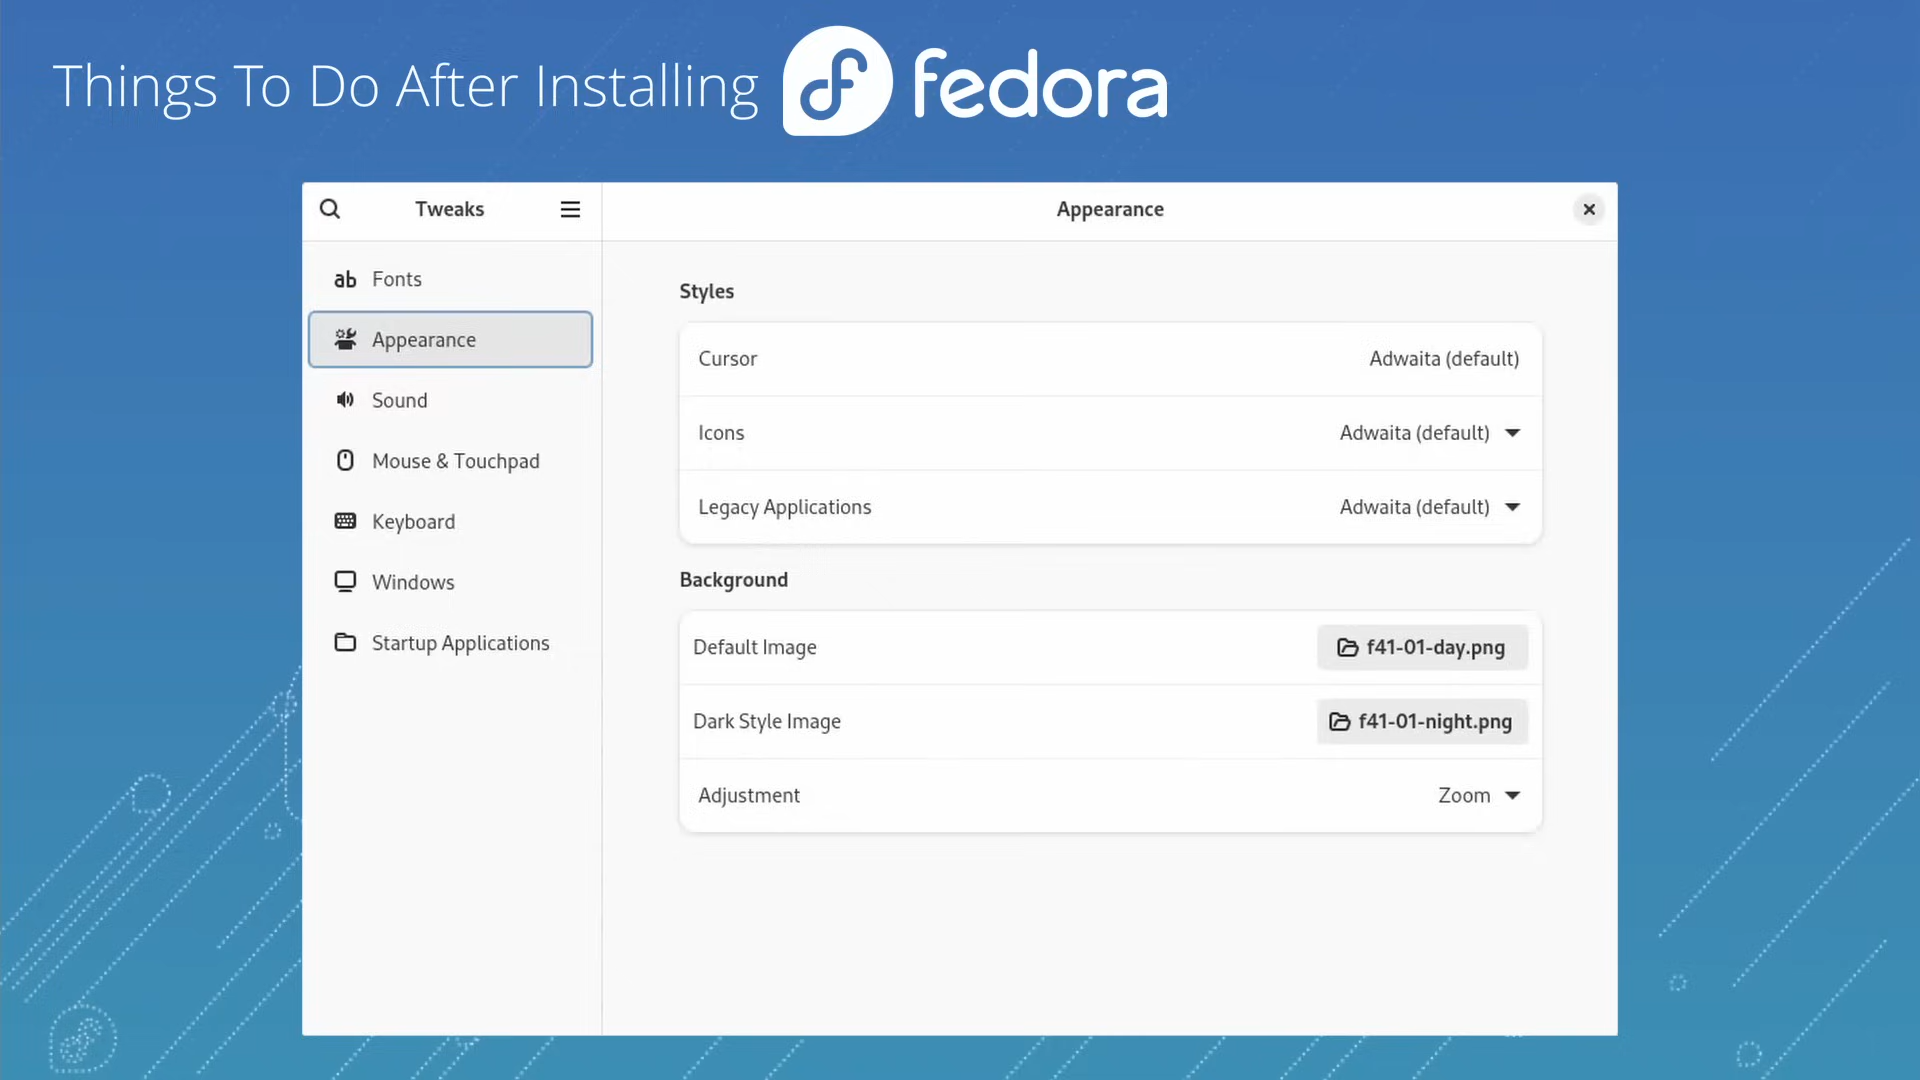 Things To Do After Installing fedora
Tweaks
Appearance
ab Fonts
Appearance
Sound
Mouse & Touchpad
Keyboard
Windows
Startup Applications
Styles
Cursor Adwaita (default)
Icons Adwaita (default)
Legacy Applications Adwaita (default)
Background
Default Image f41-01-day.png
Dark Style Image f41-01-night.png
Adjustment Zoom